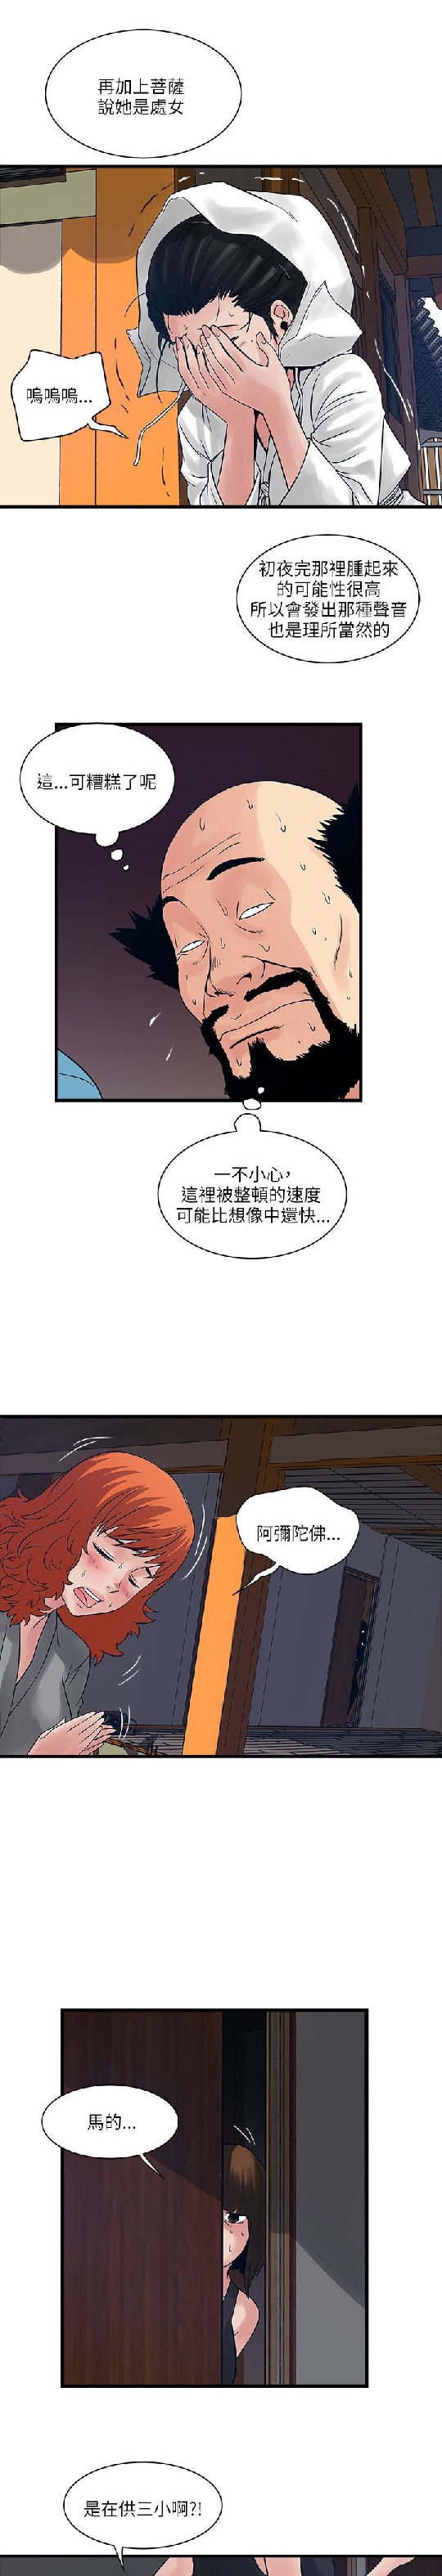 再加上菩薩
說她是處女
嗚嗚嗚...
初夜完那裡腫起來
的可能性很高
所以會發出那種聲音
也是理所當然的
這...可糟糕了呢
一不小心，
這裡被整頓的速度
可能比想像中還快...
阿彌陀佛...
馬的...
是在供三小啊?!